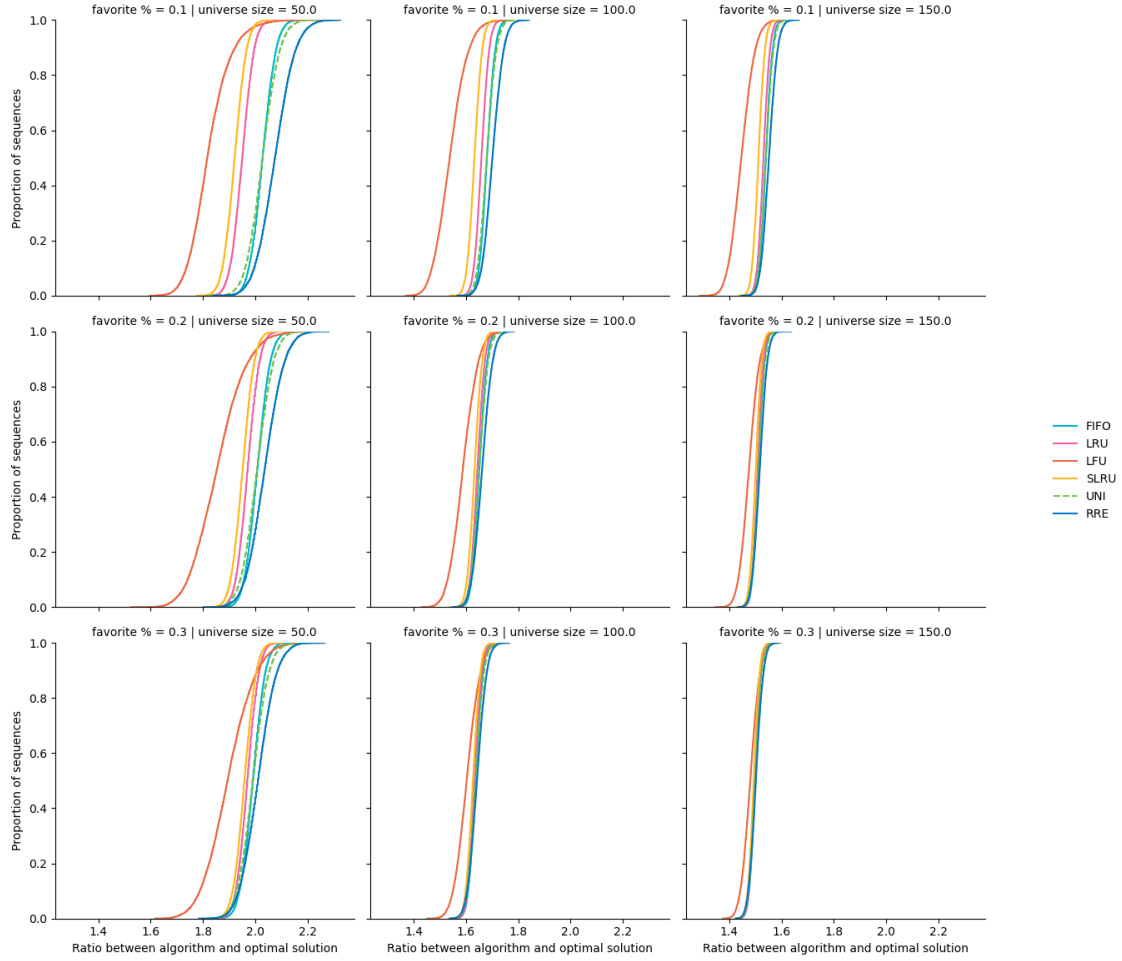 favorite % = 0.1 | universe size = 50.0
favorite % = 0.1 | universe size = 100.0
favorite % = 0.1 | universe size = 150.0
1.0
0.8
0.6
0.4
0.2
0.0
Proportion of sequences
favorite % = 0.2 | universe size = 50.0
favorite % = 0.2 | universe size = 100.0
favorite % = 0.2 | universe size = 150.0
1.0
0.8
0.6
0.4
0.2
0.0
Proportion of sequences
FIFO
LRU
LFU
SLRU
UNI
RRE
favorite % = 0.3 | universe size = 50.0
favorite % = 0.3 | universe size = 100.0
favorite % = 0.3 | universe size = 150.0
1.0
0.8
0.6
0.4
0.2
0.0
Proportion of sequences
1.4 1.6 1.8 2.0 2.2
1.4 1.6 1.8 2.0 2.2
1.4 1.6 1.8 2.0 2.2
Ratio between algorithm and optimal solution
Ratio between algorithm and optimal solution
Ratio between algorithm and optimal solution